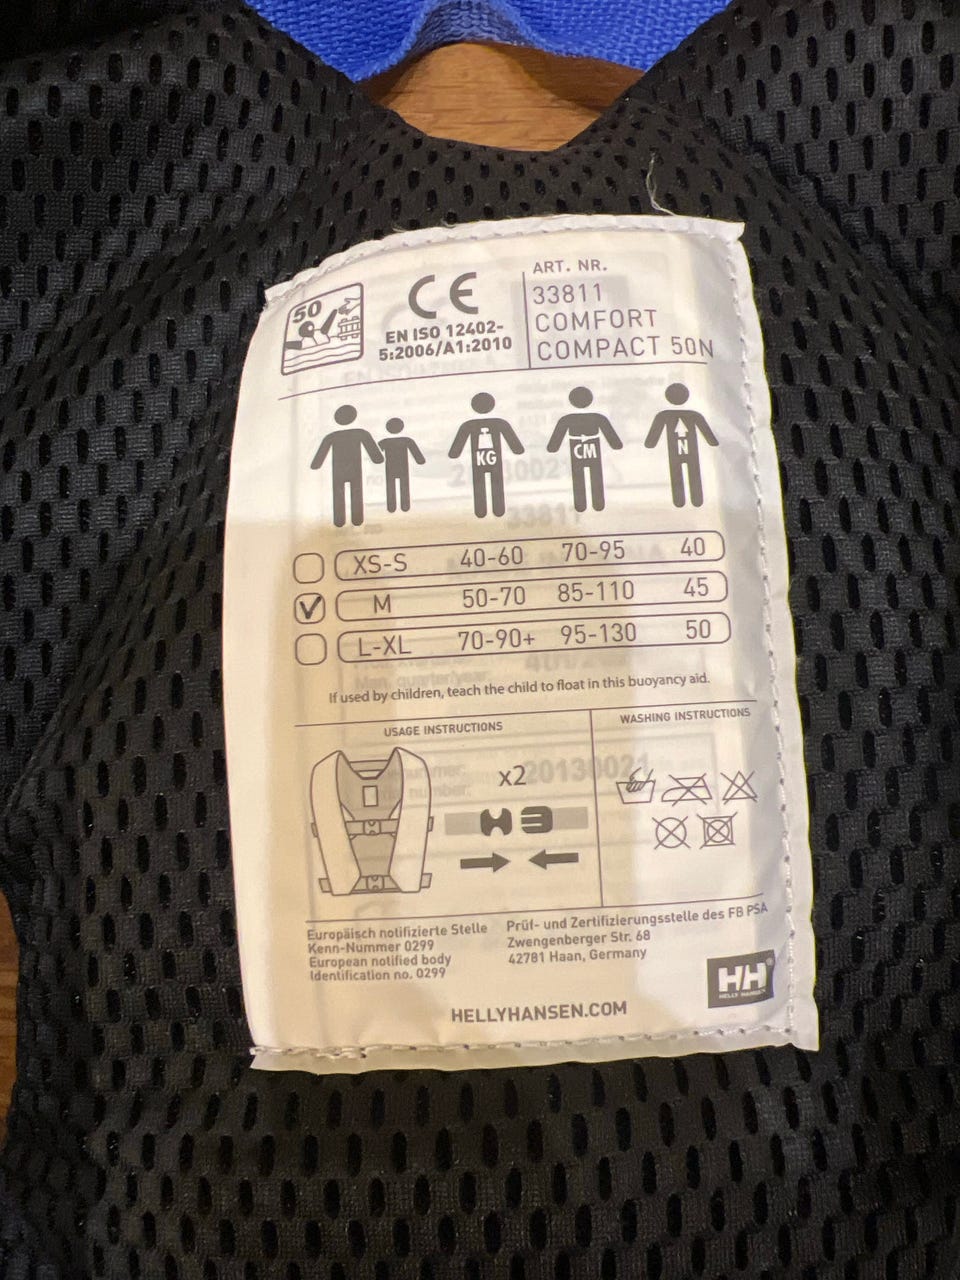 50
CE
EN ISO 12402-
5:2006/A1:2010
ART. NR.
33811
COMFORT
COMPACT 50N
KG
CM
N
XS-S 40-60 70-95 40
M 50-70 85-110 45
L-XL 70-90+ 95-130 50
If used by children, teach the child to float in this buoyancy aid.
USAGE INSTRUCTIONS
x2
WASHING INSTRUCTIONS
20130021
Europäisch notifizierte Stelle
Kenn-Nummer 0299
European notified body
Identification no. 0299
Prüf- und Zertifizierungsstelle des FB PSA
Zwengenberger Str. 68
42781 Haan, Germany
HH®
HELLY HANSEN
HELLYHANSEN.COM